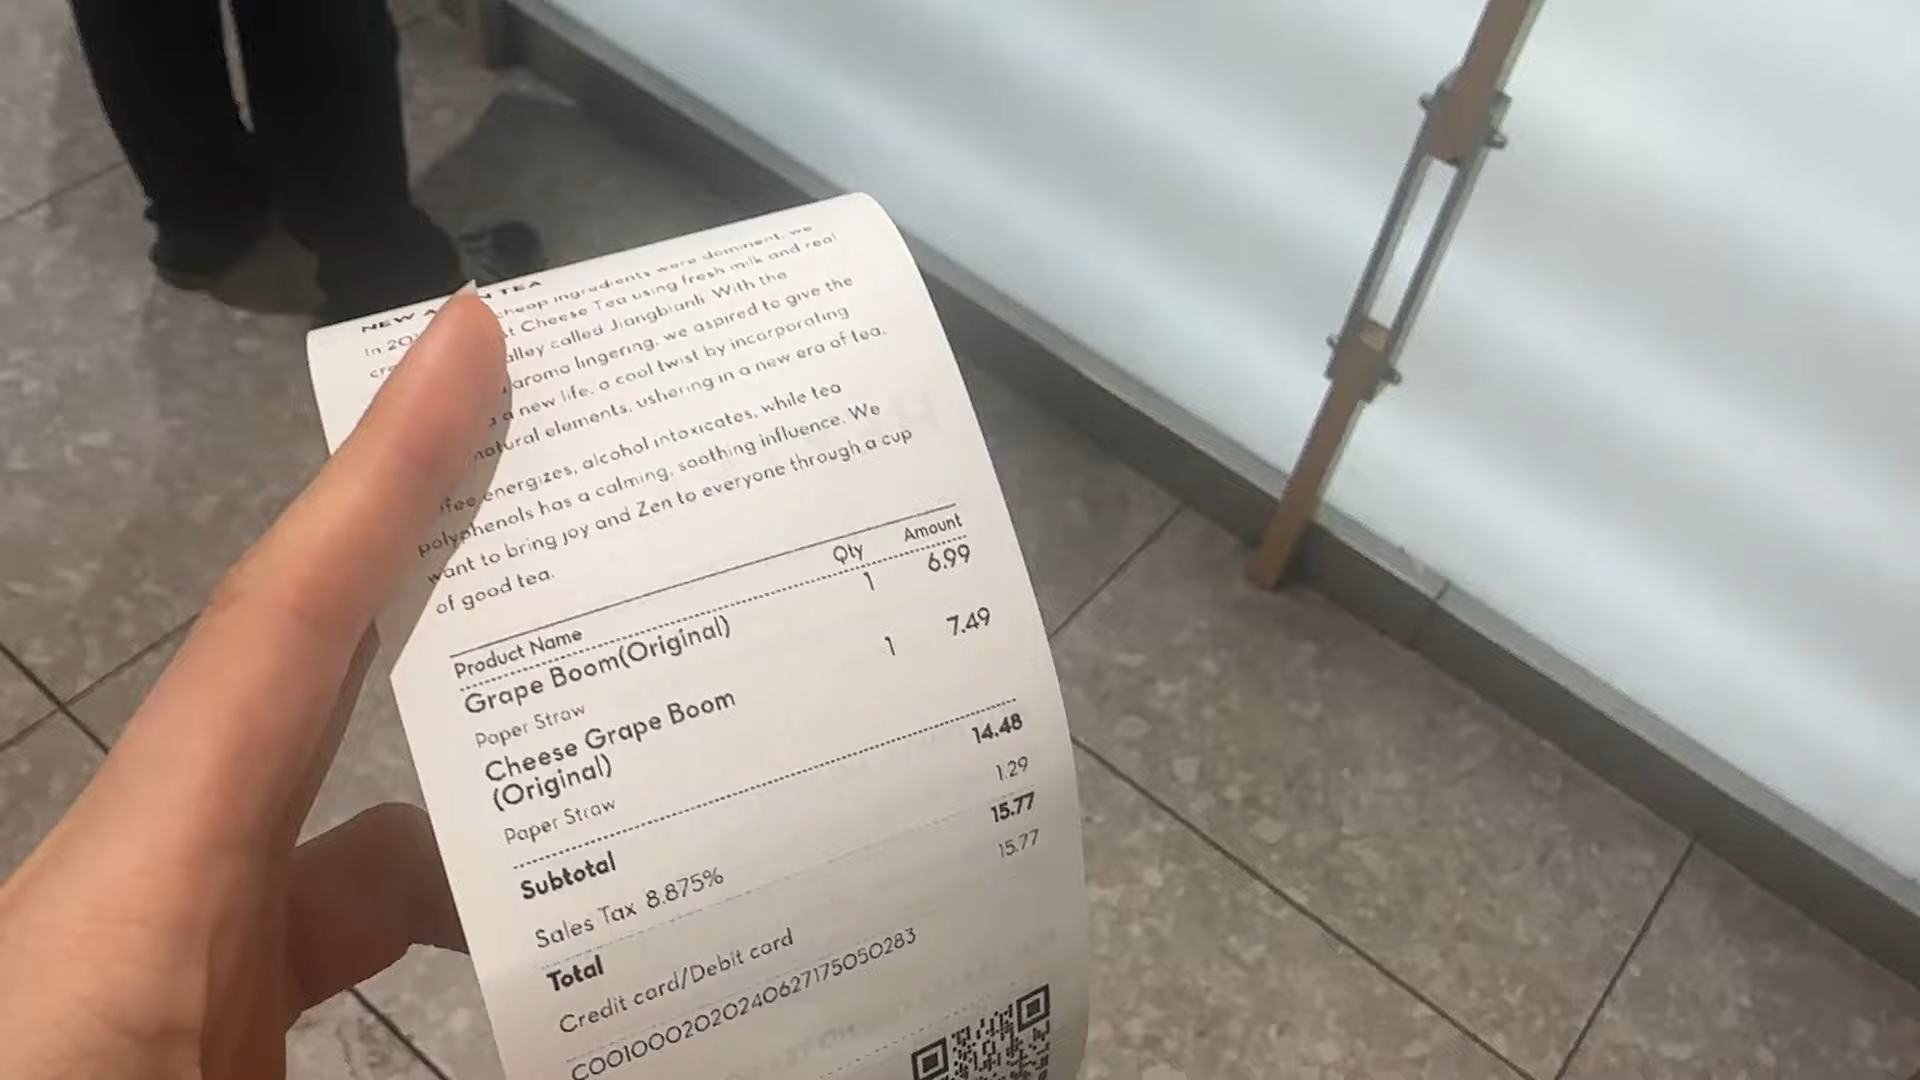 NEW A N TEA
In 20 cheap ingredients were dominent, we
cre t Cheese Tea using fresh milk and real
alley called Jiangbianli. With the
aroma lingering, we aspired to give the
a new life, a cool twist by incorporating
natural elements, ushering in a new era of tea.
ffee energizes, alcohol intoxicates, while tea
polyphenols has a calming, soothing influence. We
want to bring joy and Zen to everyone through a cup
of good tea.
Product Name Qty Amount
Grape Boom(Original) 1 6.99
Paper Straw
Cheese Grape Boom 1 7.49
(Original)
Paper Straw
Subtotal 14.48
Sales Tax 8.875% 1.29
Total 15.77
Credit card/Debit card 15.77
C0010002020240627175050283